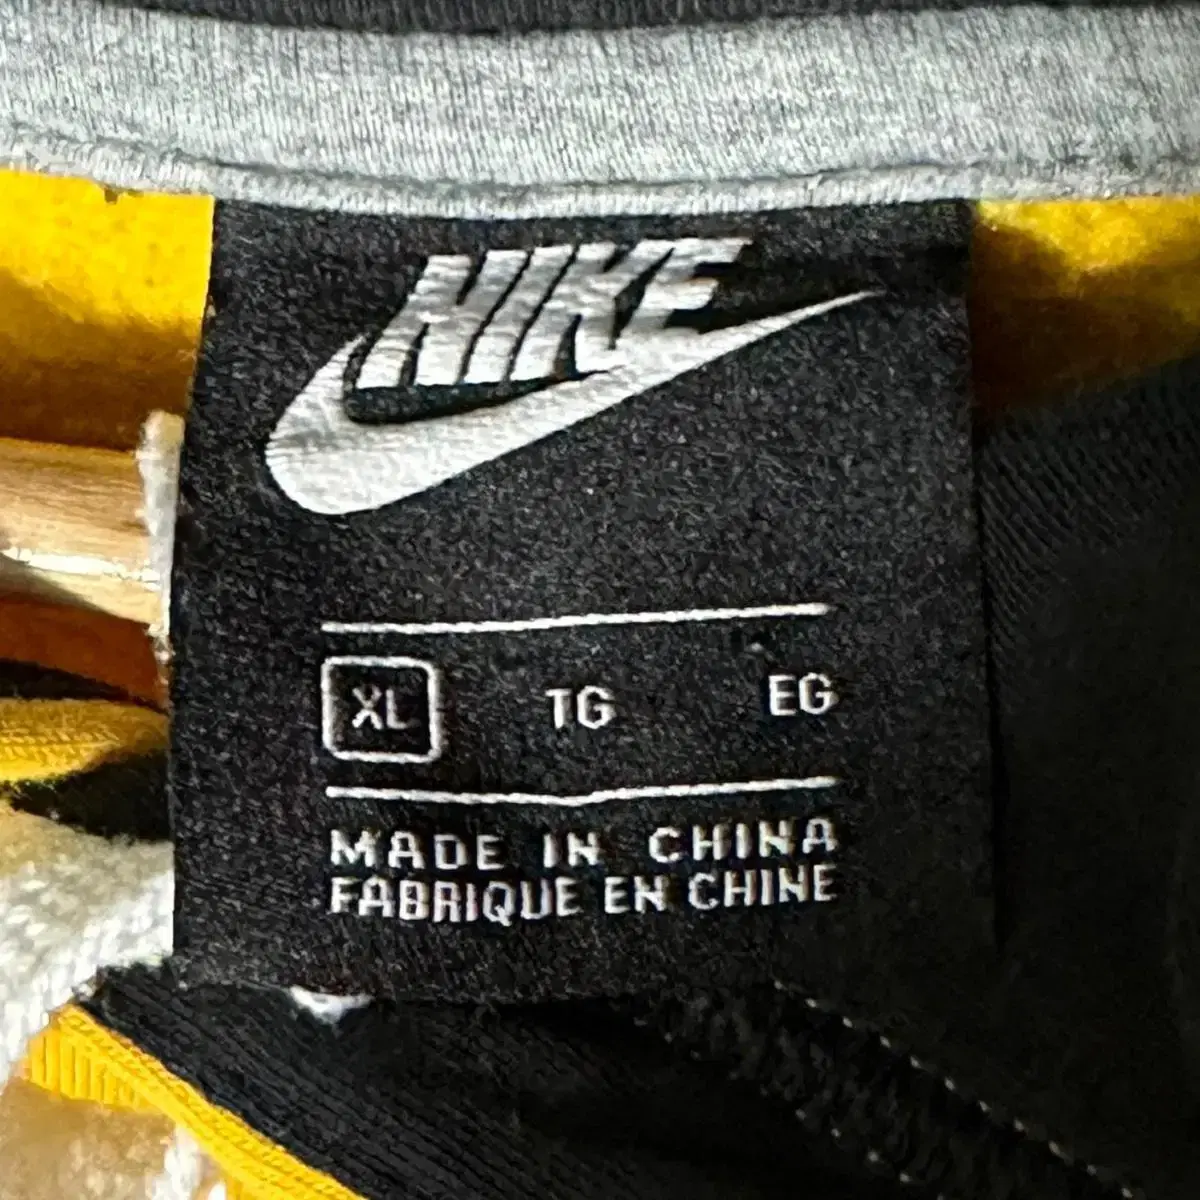 NIKE
XL TG EG
MADE IN CHINA
FABRIQUE EN CHINE